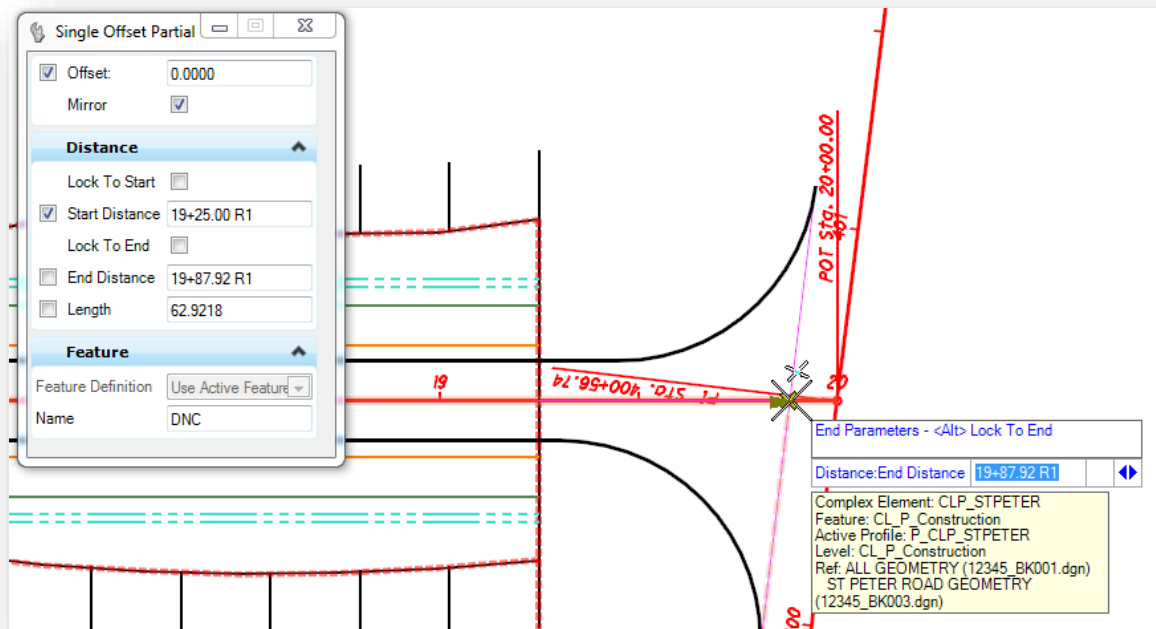 Single Offset Partial
Offset: 0.0000
Mirror
Distance
Lock To Start
Start Distance 19+25.00 R1
Lock To End
End Distance 19+87.92 R1
Length 62.9218
Feature
Feature Definition Use Active Feature
Name DNC
POT Sta. 20+00.00
401
19
PI Sta. 400+56.74
20
End Parameters - <Alt> Lock To End
Distance:End Distance 19+87.92 R1
Complex Element: CLP_STPETER
Feature: CL_P_Construction
Active Profile: P_CLP_STPETER
Level: CL_P_Construction
Ref: ALL GEOMETRY (12345_BK001.dgn)
ST PETER ROAD GEOMETRY
(12345_BK003.dgn)